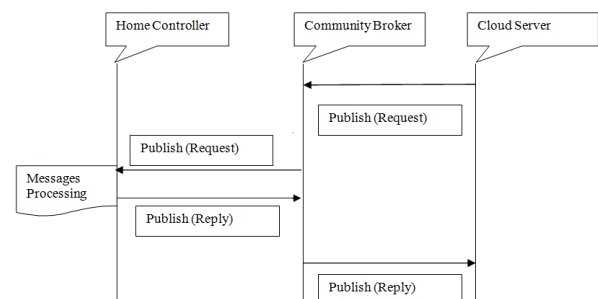 Home Controller
Community Broker
Cloud Server
Publish (Request)
Publish (Request)
Messages
Processing
Publish (Reply)
Publish (Reply)